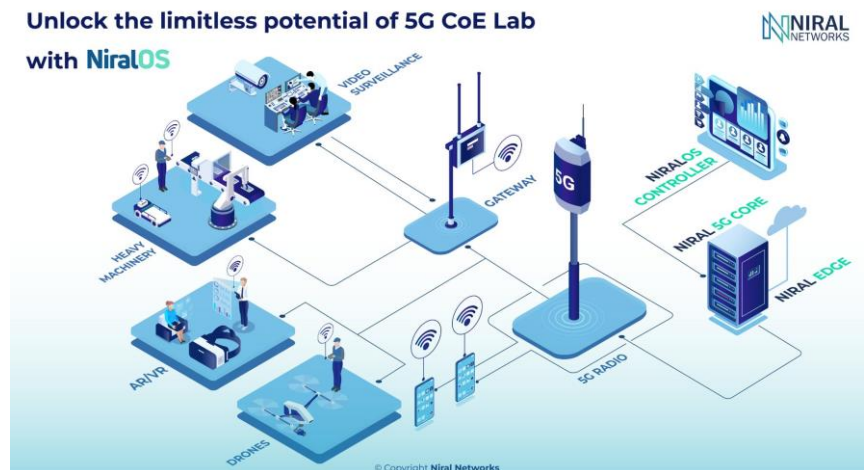 Unlock the limitless potential of 5G CoE Lab
with NiralOS
NIRAL
NETWORKS
VIDEO
SURVEILLANCE
HEAVY
MACHINERY
GATEWAY
5G
NIRALOS
CONTROLLER
NIRAL 5G CORE
NIRAL EDGE
AR/VR
DRONES
5G RADIO
© Copyright Niral Networks